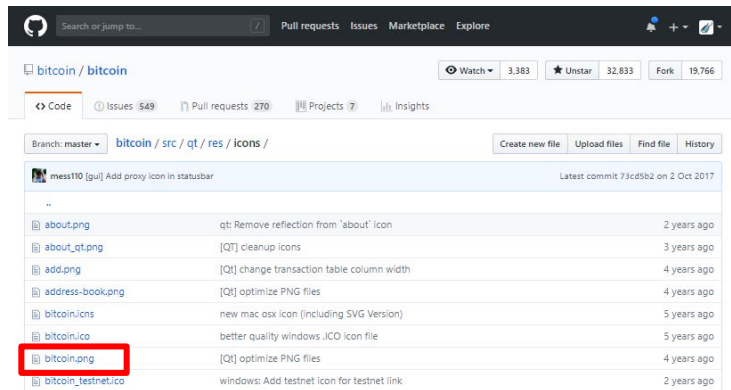 Search or jump to... / Pull requests Issues Marketplace Explore
bitcoin / bitcoin Watch 3,383 Unstar 32,833 Fork 19,766
Code Issues 549 Pull requests 270 Projects 7 Insights
Branch: master bitcoin / src / qt / res / icons / Create new file Upload files Find file History
mess110 [gui] Add proxy icon in statusbar Latest commit 73cd5b2 on 2 Oct 2017
..
about.png qt: Remove reflection from `about` icon 2 years ago
about_qt.png [QT] cleanup icons 3 years ago
add.png [Qt] change transaction table column width 4 years ago
address-book.png [Qt] optimize PNG files 4 years ago
bitcoin.icns new mac osx icon (including SVG Version) 5 years ago
bitcoin.ico better quality windows .ICO icon file 5 years ago
bitcoin.png [Qt] optimize PNG files 4 years ago
bitcoin_testnet.ico windows: Add testnet icon for testnet link 2 years ago